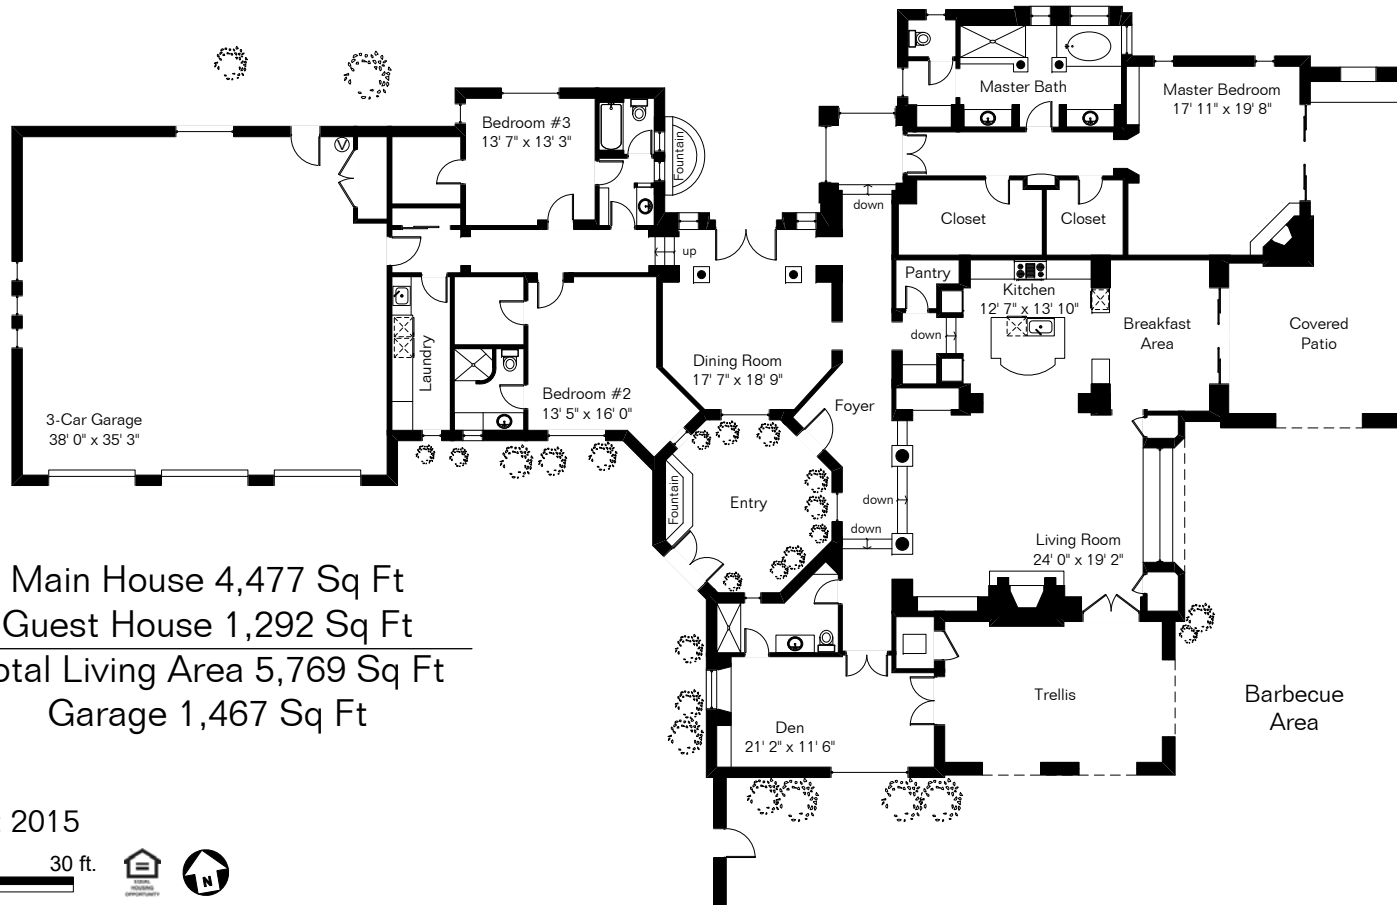 Master Bath
Master Bedroom
17' 11" x 19' 8"
Bedroom #3
13' 7" x 13' 3"
Fountain
down
Closet
Closet
up
Pantry
Kitchen
12' 7" x 13' 10"
down
Breakfast
Area
Covered
Patio
Laundry
Dining Room
17' 7" x 18' 9"
Bedroom #2
13' 5" x 16' 0"
Foyer
3-Car Garage
38' 0" x 35' 3"
Fountain
Entry
down
down
Living Room
24' 0" x 19' 2"
Main House 4,477 Sq Ft
Guest House 1,292 Sq Ft
otal Living Area 5,769 Sq Ft
Garage 1,467 Sq Ft
Trellis
Barbecue
Area
Den
21' 2" x 11' 6"
2015
30 ft.
EQUAL HOUSING
OPPORTUNITY
N
V